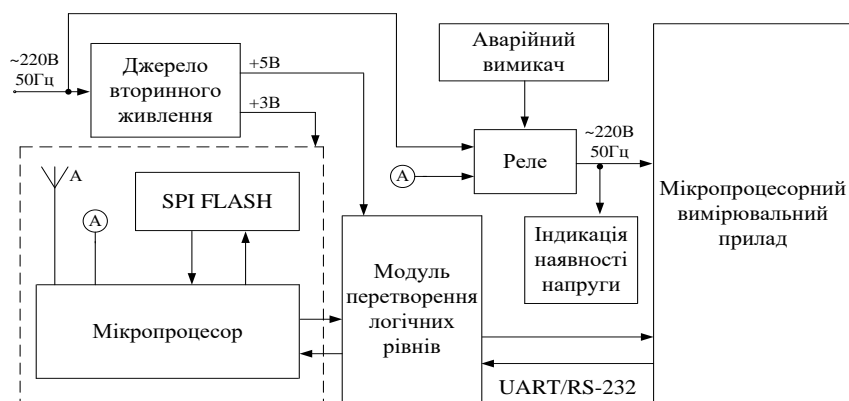 ~220В
50Гц
Джерело
вторинного
живлення
+5В
+3В
Аварійний
вимикач
Реле
~220В
50Гц
A
Індикація
наявності
напруги
Мікропроцесорний
вимірювальний
прилад
A
A
SPI FLASH
Мікропроцесор
Модуль
перетворення
логічних
рівнів
UART/RS-232